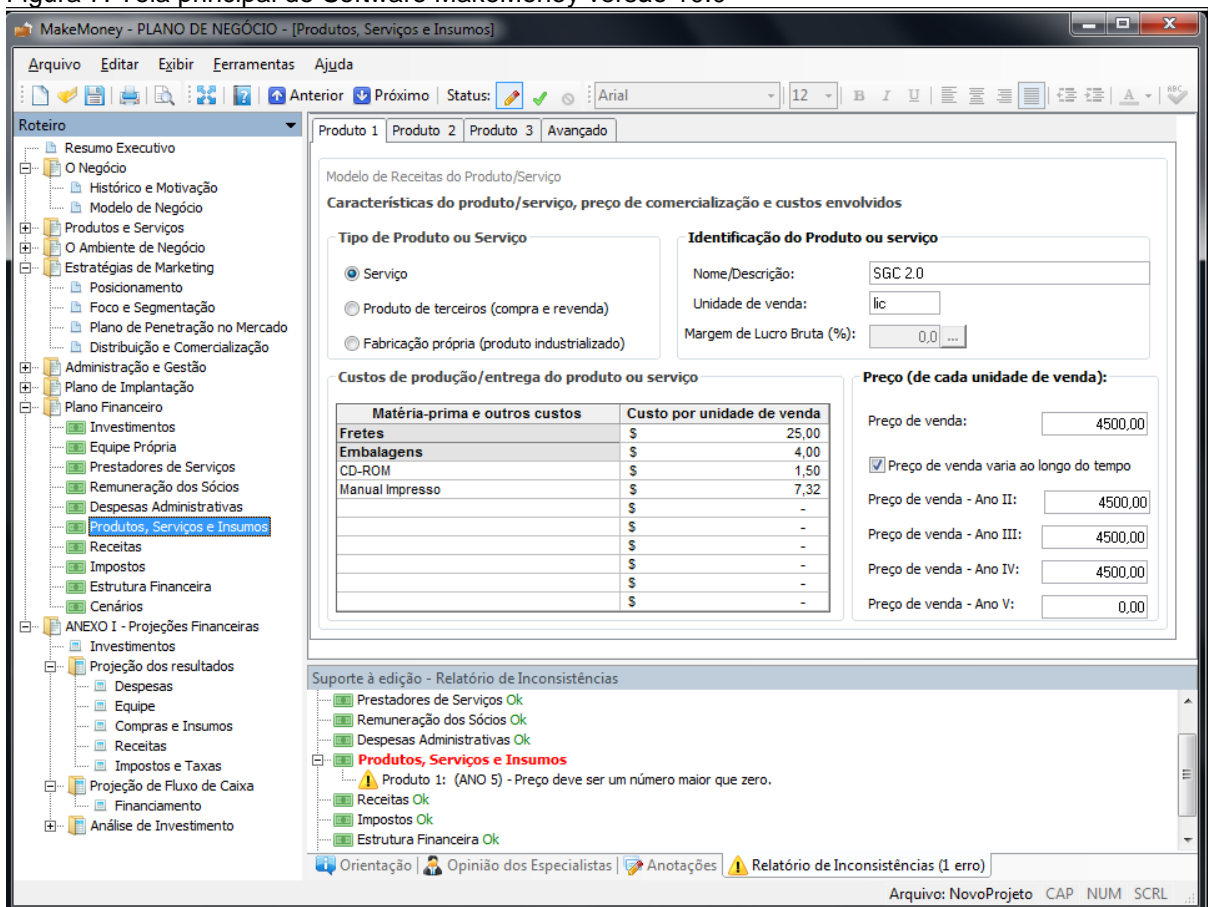 Figura 7: Tela principal do Software MakeMoney versão 10.0
MakeMoney - PLANO DE NEGÓCIO - [Produtos, Serviços e Insumos]
Arquivo Editar Exibir Ferramentas Ajuda
Anterior Próximo Status: Arial 12 B I U A ABC
Roteiro
Resumo Executivo
O Negócio
Histórico e Motivação
Modelo de Negócio
Produtos e Serviços
O Ambiente de Negócio
Estratégias de Marketing
Posicionamento
Foco e Segmentação
Plano de Penetração no Mercado
Distribuição e Comercialização
Administração e Gestão
Plano de Implantação
Plano Financeiro
Investimentos
Equipe Própria
Prestadores de Serviços
Remuneração dos Sócios
Despesas Administrativas
Produtos, Serviços e Insumos
Receitas
Impostos
Estrutura Financeira
Cenários
ANEXO I - Projeções Financeiras
Investimentos
Projeção dos resultados
Despesas
Equipe
Compras e Insumos
Receitas
Impostos e Taxas
Projeção de Fluxo de Caixa
Financiamento
Análise de Investimento
Produto 1 Produto 2 Produto 3 Avançado
Modelo de Receitas do Produto/Serviço
Características do produto/serviço, preço de comercialização e custos envolvidos
Tipo de Produto ou Serviço
Serviço
Produto de terceiros (compra e revenda)
Fabricação própria (produto industrializado)
Identificação do Produto ou serviço
Nome/Descrição: SGC 2.0
Unidade de venda: lic
Margem de Lucro Bruta (%): 0,0 ...
Custos de produção/entrega do produto ou serviço
Matéria-prima e outros custos Custo por unidade de venda
Fretes $ 25,00
Embalagens $ 4,00
CD-ROM $ 1,50
Manual Impresso $ 7,32
$ -
$ -
$ -
$ -
$ -
$ -
Preço (de cada unidade de venda):
Preço de venda: 4500,00
Preço de venda varia ao longo do tempo
Preço de venda - Ano II: 4500,00
Preço de venda - Ano III: 4500,00
Preço de venda - Ano IV: 4500,00
Preço de venda - Ano V: 0,00
Suporte à edição - Relatório de Inconsistências
Prestadores de Serviços Ok
Remuneração dos Sócios Ok
Despesas Administrativas Ok
Produtos, Serviços e Insumos
Produto 1: (ANO 5) - Preço deve ser um número maior que zero.
Receitas Ok
Impostos Ok
Estrutura Financeira Ok
Orientação Opinião dos Especialistas Anotações Relatório de Inconsistências (1 erro)
Arquivo: NovoProjeto CAP NUM SCRL